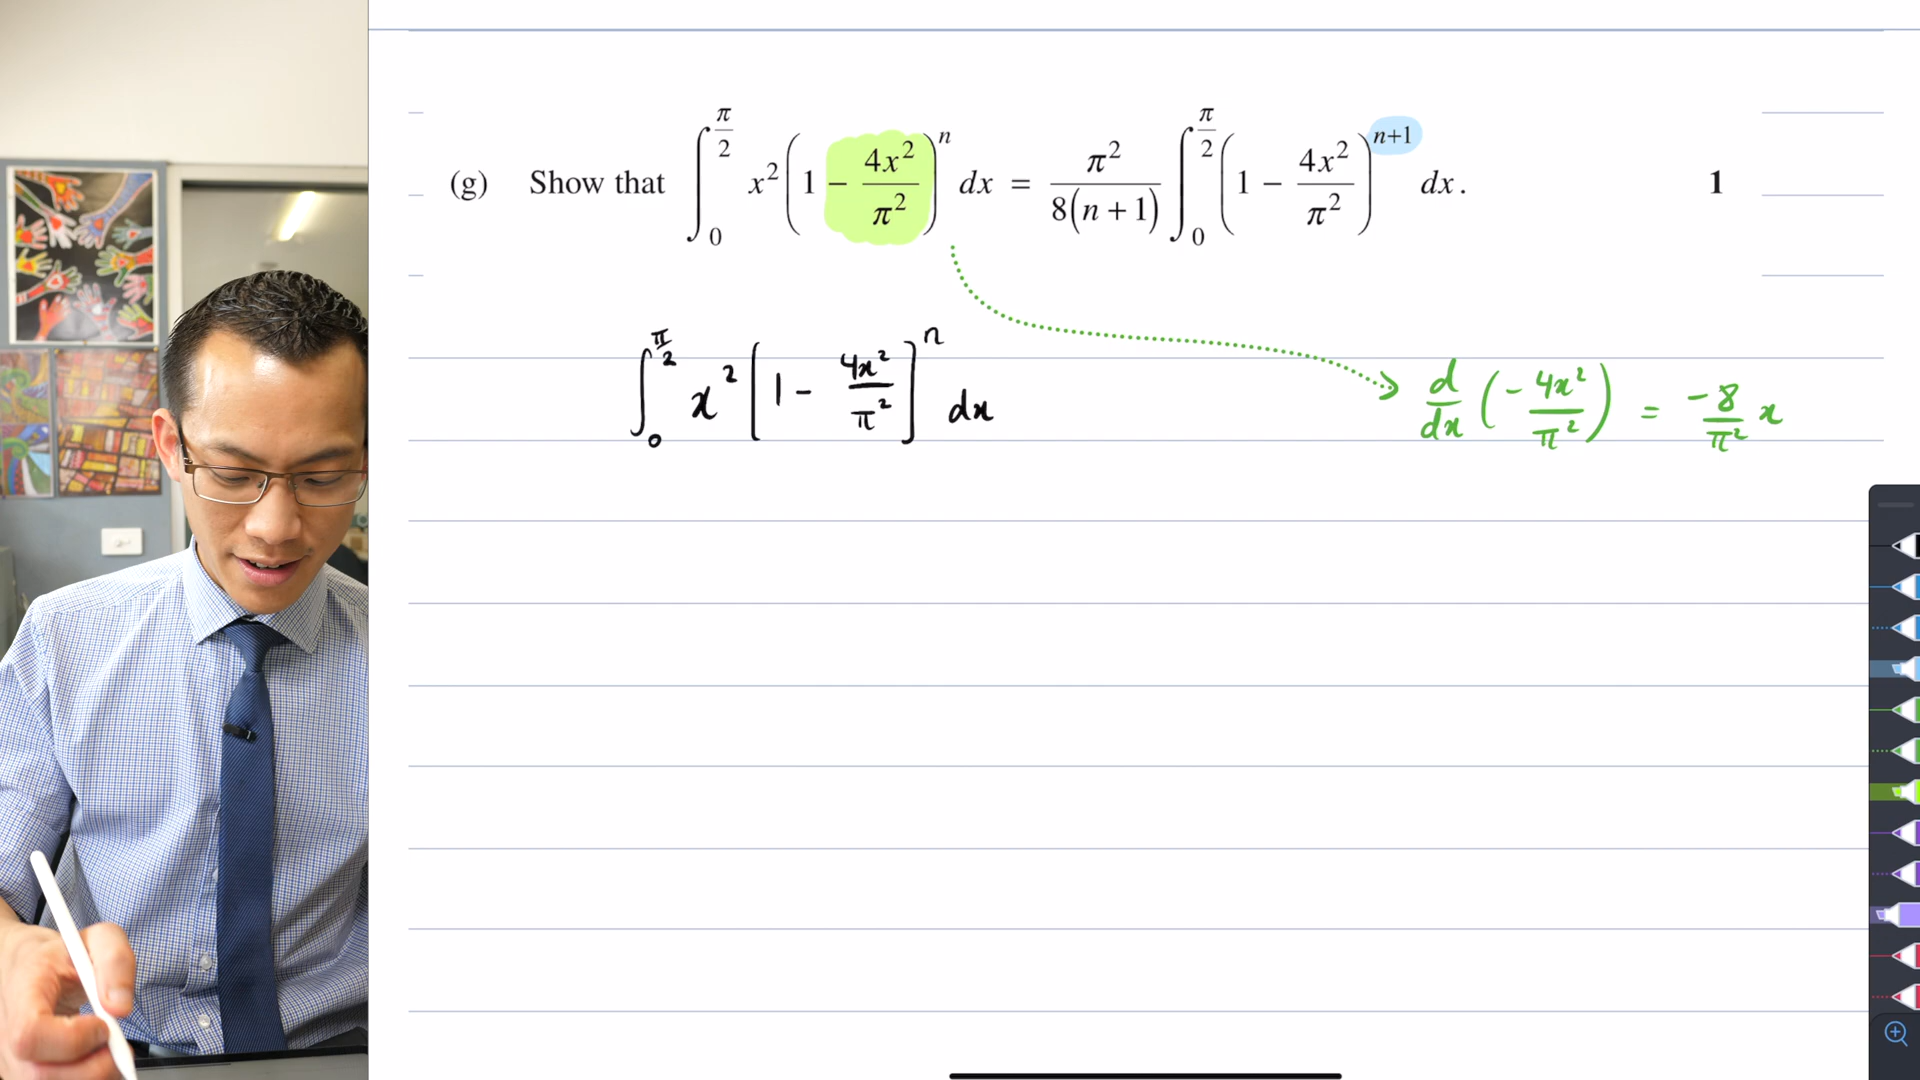 (g) Show that ∫₀^{π/2} x²(1 − 4x²/π²)ⁿ dx = π²/8(n+1) ∫₀^{π/2} (1 − 4x²/π²)ⁿ⁺¹ dx. 1
∫₀^{π/2} x² [1 − 4x²/π²]ⁿ dx
d/dx (−4x²/π²) = −8/π² x